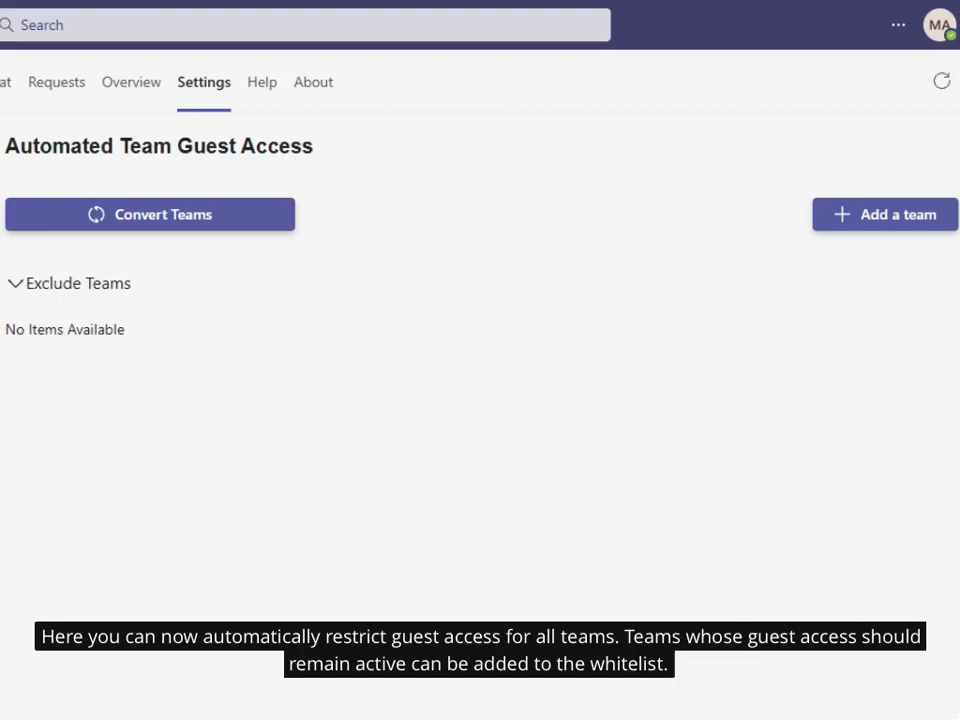 Search
... MA
at Requests Overview Settings Help About
Automated Team Guest Access
Convert Teams
Add a team
Exclude Teams
No Items Available
Here you can now automatically restrict guest access for all teams. Teams whose guest access should
remain active can be added to the whitelist.